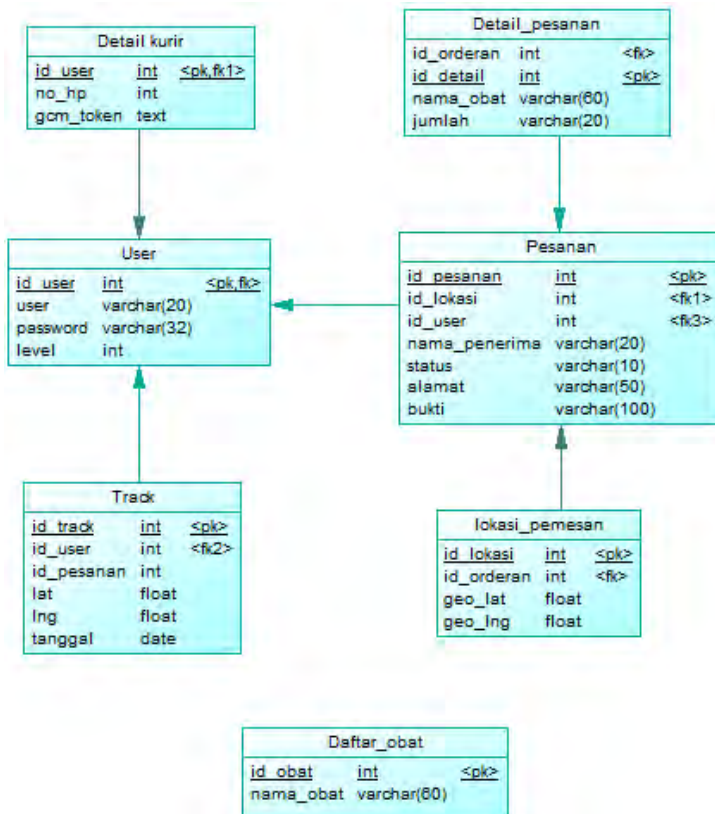 Detail kurir
id_user int <pk,fk1>
no_hp int
gcm_token text
Detail_pesanan
id_orderan int <fk>
id_detail int <pk>
nama_obat varchar(60)
jumlah varchar(20)
User
id_user int <pk,fk>
user varchar(20)
password varchar(32)
level int
Pesanan
id_pesanan int <pk>
id_lokasi int <fk1>
id_user int <fk3>
nama_penerima varchar(20)
status varchar(10)
alamat varchar(50)
bukti varchar(100)
Track
id_track int <pk>
id_user int <fk2>
id_pesanan int
lat float
lng float
tanggal date
lokasi_pemesan
id_lokasi int <pk>
id_orderan int <fk>
geo_lat float
geo_lng float
Daftar_obat
id_obat int <pk>
nama_obat varchar(60)